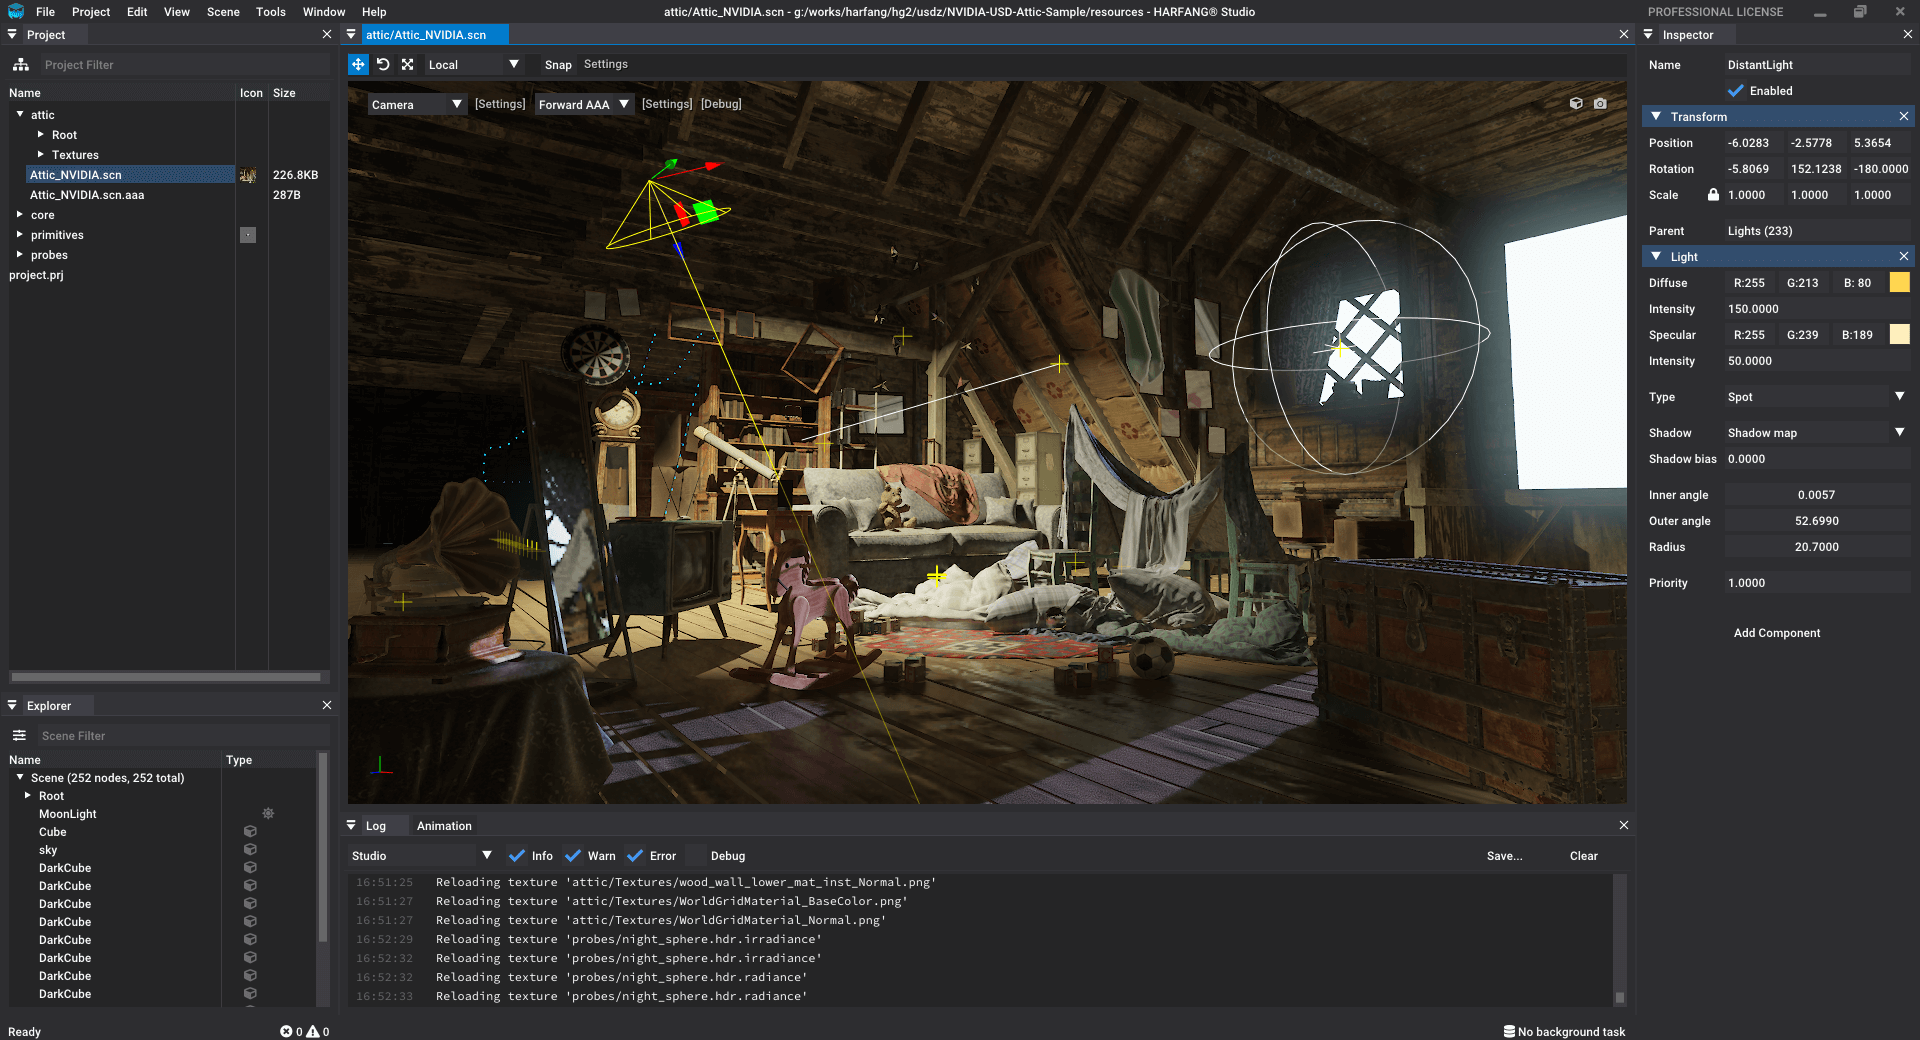 File Project Edit View Scene Tools Window Help
attic/Attic_NVIDIA.scn - g:/works/harfang/hg2/usdz/NVIDIA-USD-Attic-Sample/resources - HARFANG® Studio
PROFESSIONAL LICENSE
Project
Project Filter
Name Icon Size
attic
Root
Textures
Attic_NVIDIA.scn 226.8KB
Attic_NVIDIA.scn.aaa 287B
core
primitives
probes
project.prj
Explorer
Scene Filter
Name Type
Scene (252 nodes, 252 total)
Root
MoonLight
Cube
sky
DarkCube
DarkCube
DarkCube
DarkCube
DarkCube
DarkCube
DarkCube
DarkCube
Ready 0 0
attic/Attic_NVIDIA.scn
Local Snap Settings
Camera [Settings] Forward AAA [Settings] [Debug]
Log Animation
Studio Info Warn Error Debug Save... Clear
16:51:25 Reloading texture 'attic/Textures/wood_wall_lower_mat_inst_Normal.png'
16:51:27 Reloading texture 'attic/Textures/WorldGridMaterial_BaseColor.png'
16:51:27 Reloading texture 'attic/Textures/WorldGridMaterial_Normal.png'
16:52:29 Reloading texture 'probes/night_sphere.hdr.irradiance'
16:52:32 Reloading texture 'probes/night_sphere.hdr.irradiance'
16:52:32 Reloading texture 'probes/night_sphere.hdr.radiance'
16:52:33 Reloading texture 'probes/night_sphere.hdr.radiance'
No background task
Inspector
Name DistantLight
Enabled
Transform
Position -6.0283 -2.5778 5.3654
Rotation -5.8069 152.1238 -180.0000
Scale 1.0000 1.0000 1.0000
Parent Lights (233)
Light
Diffuse R:255 G:213 B: 80
Intensity 150.0000
Specular R:255 G:239 B:189
Intensity 50.0000
Type Spot
Shadow Shadow map
Shadow bias 0.0000
Inner angle 0.0057
Outer angle 52.6990
Radius 20.7000
Priority 1.0000
Add Component